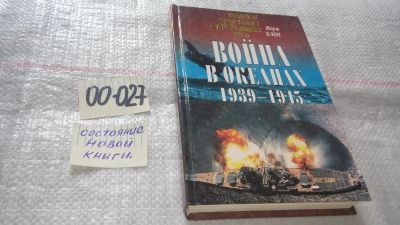 00-027
СОСТОЯНИЕ
НОВОЙ
КНИГИ.
ВОЙНА
В ОКЕАНАХ
1939-1945